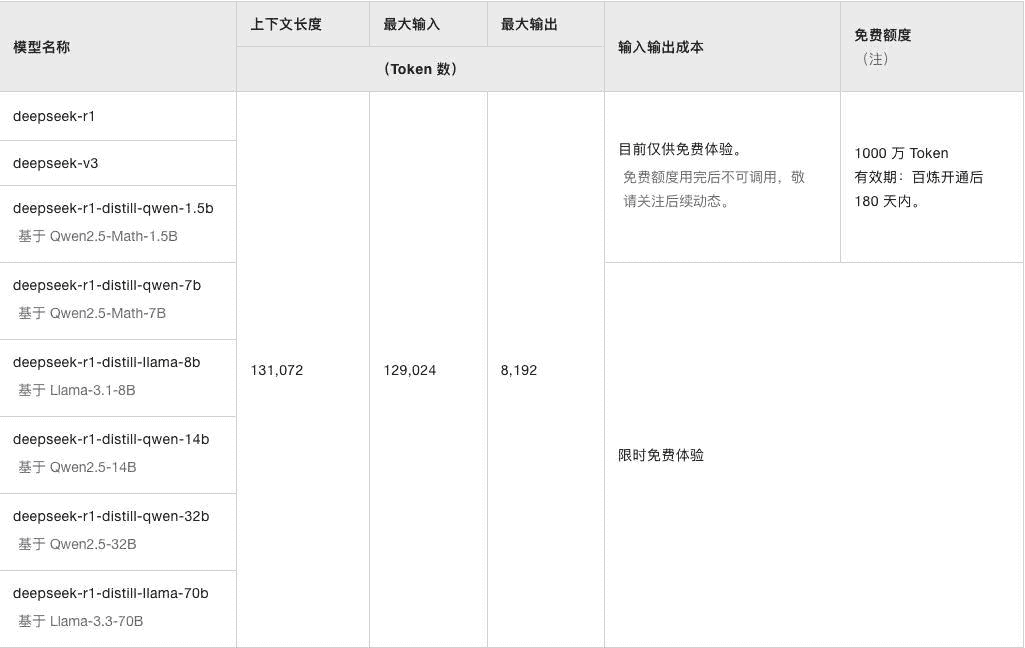 模型名称
上下文长度
最大输入
最大输出
（Token 数）
输入输出成本
免费额度
（注）
deepseek-r1
deepseek-v3
deepseek-r1-distill-qwen-1.5b
基于 Qwen2.5-Math-1.5B
deepseek-r1-distill-qwen-7b
基于 Qwen2.5-Math-7B
deepseek-r1-distill-llama-8b
基于 Llama-3.1-8B
deepseek-r1-distill-qwen-14b
基于 Qwen2.5-14B
deepseek-r1-distill-qwen-32b
基于 Qwen2.5-32B
deepseek-r1-distill-llama-70b
基于 Llama-3.3-70B
131,072
129,024
8,192
目前仅供免费体验。
免费额度用完后不可调用，敬
请关注后续动态。
1000 万 Token
有效期：百炼开通后
180 天内。
限时免费体验